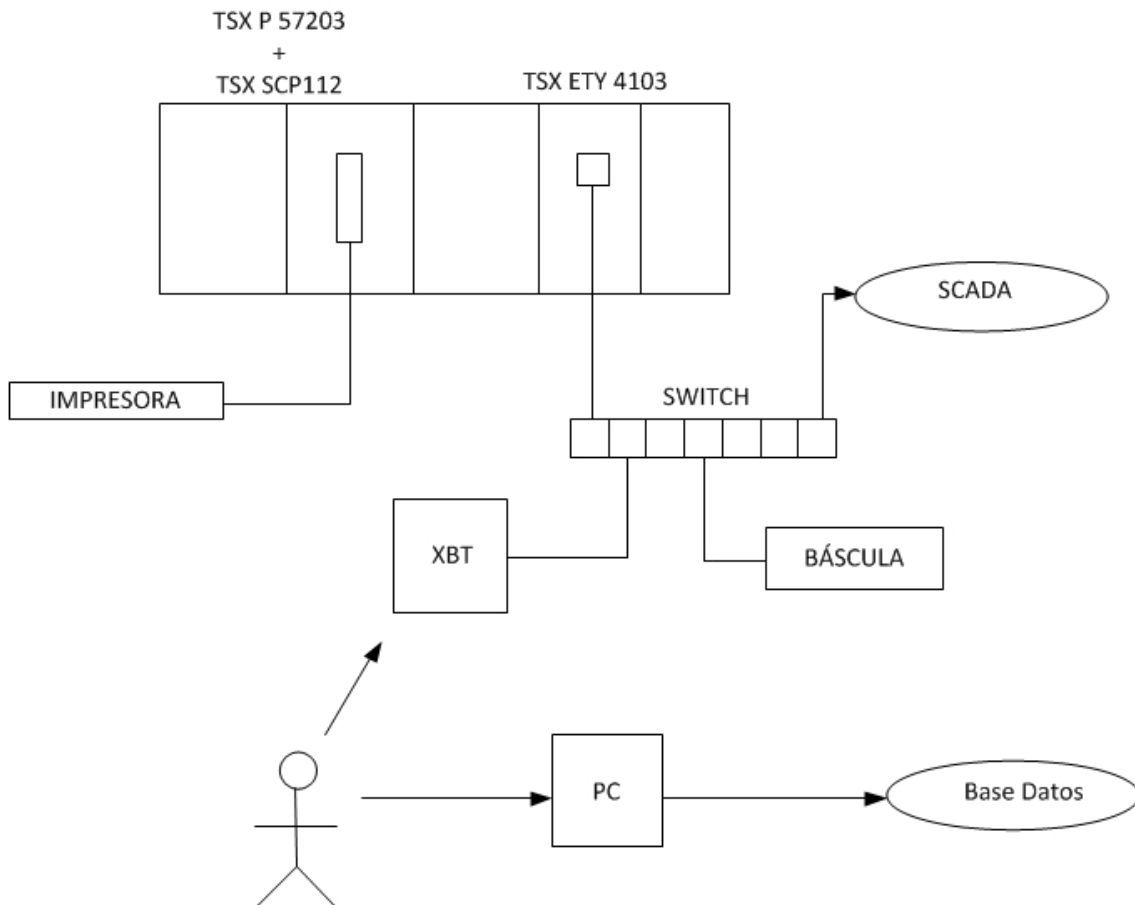 TSX P 57203
+
TSX SCP112
TSX ETY 4103
SCADA
IMPRESORA
SWITCH
XBT
BÁSCULA
PC
Base Datos